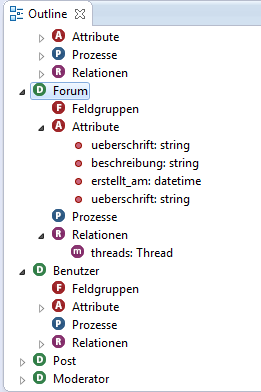 Outline
A Attribute
P Prozesse
R Relationen
D Forum
F Feldgruppen
A Attribute
ueberschrift: string
beschreibung: string
erstellt_am: datetime
ueberschrift: string
P Prozesse
R Relationen
m threads: Thread
D Benutzer
F Feldgruppen
A Attribute
P Prozesse
R Relationen
D Post
D Moderator